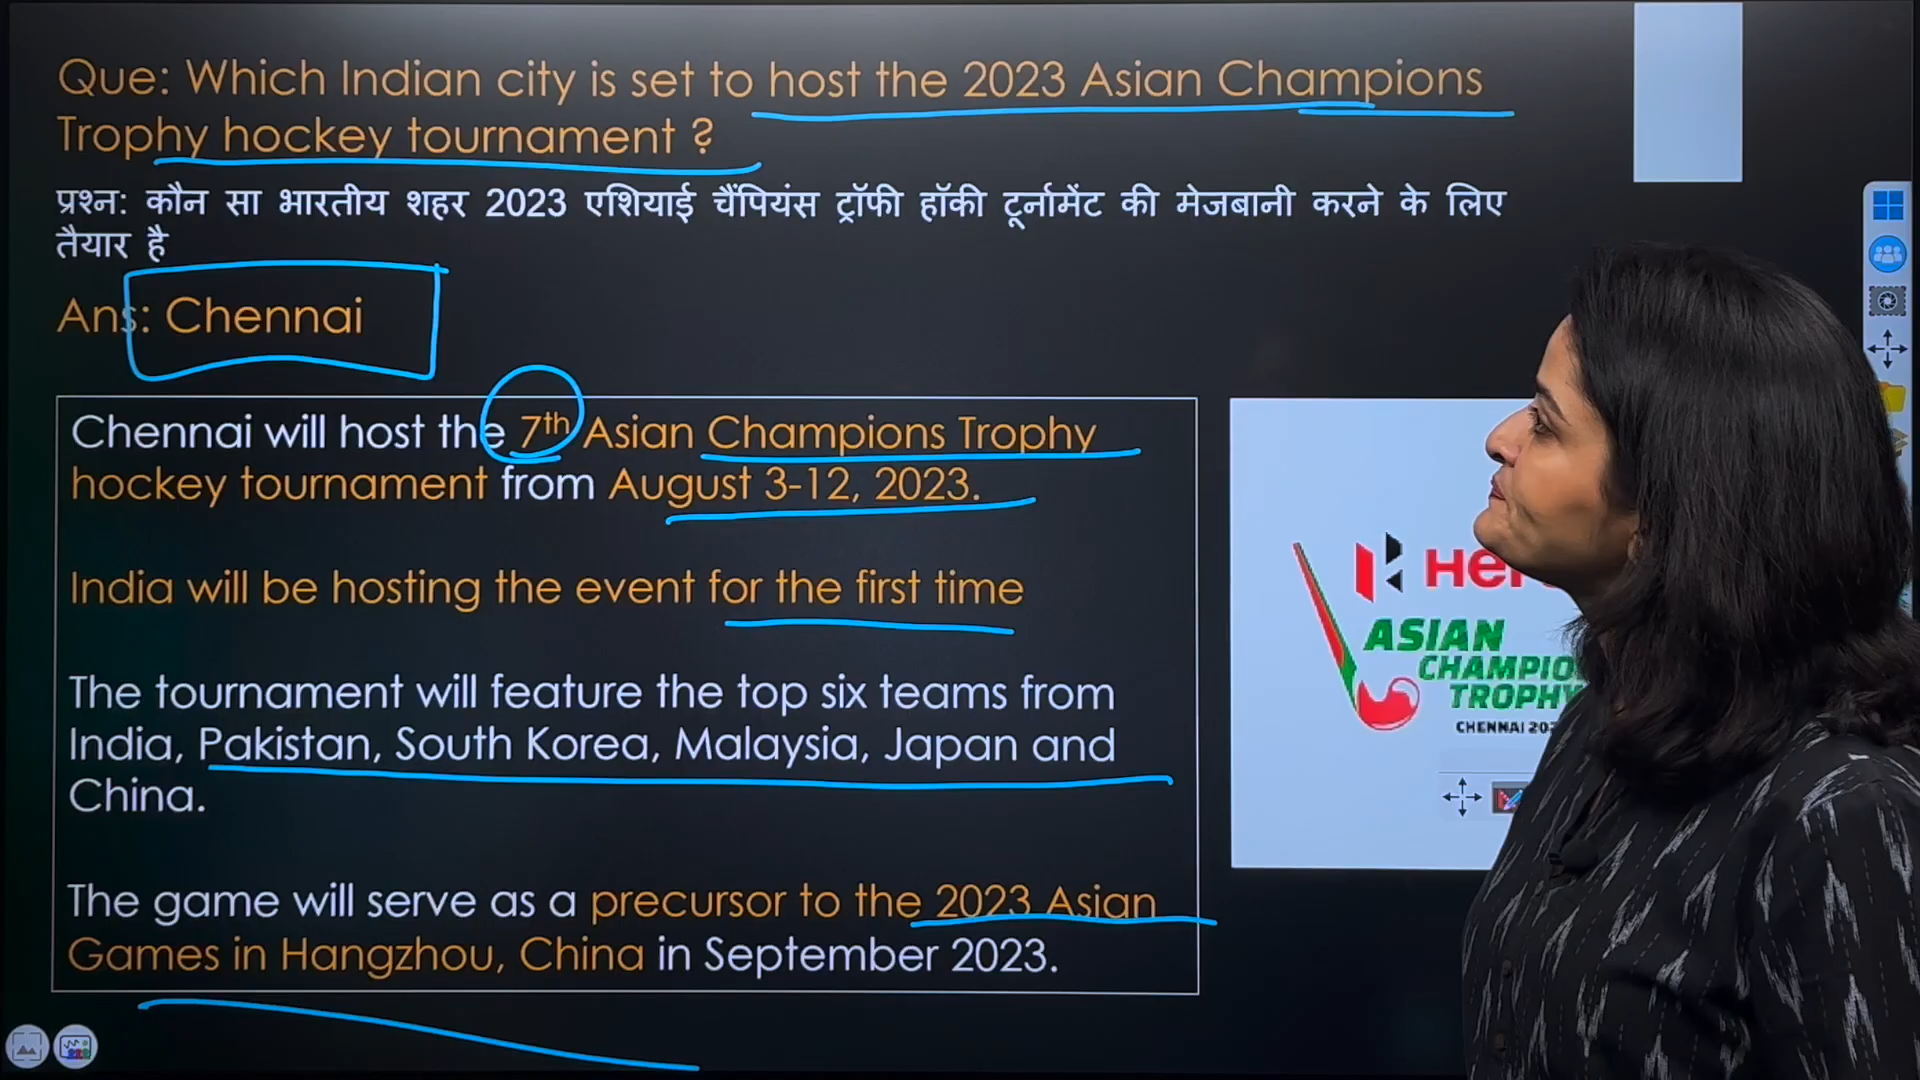 Que: Which Indian city is set to host the 2023 Asian Champions
Trophy hockey tournament ?
प्रश्न: कौन सा भारतीय शहर 2023 एशियाई चैंपियंस ट्रॉफी हॉकी टूर्नामेंट की मेजबानी करने के लिए
तैयार है
Ans: Chennai
Chennai will host the 7th Asian Champions Trophy
hockey tournament from August 3-12, 2023.
India will be hosting the event for the first time
The tournament will feature the top six teams from
India, Pakistan, South Korea, Malaysia, Japan and
China.
The game will serve as a precursor to the 2023 Asian
Games in Hangzhou, China in September 2023.
ASIAN
TROPHY
CHENNAI